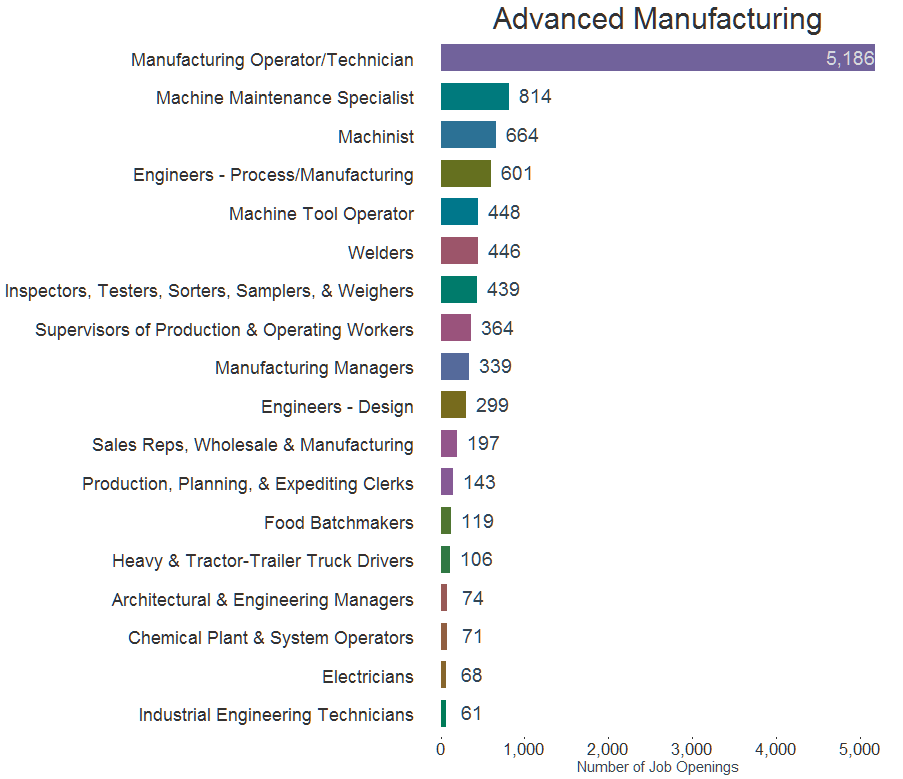 Advanced Manufacturing
Manufacturing Operator/Technician 5,186
Machine Maintenance Specialist 814
Machinist 664
Engineers - Process/Manufacturing 601
Machine Tool Operator 448
Welders 446
Inspectors, Testers, Sorters, Samplers, & Weighers 439
Supervisors of Production & Operating Workers 364
Manufacturing Managers 339
Engineers - Design 299
Sales Reps, Wholesale & Manufacturing 197
Production, Planning, & Expediting Clerks 143
Food Batchmakers 119
Heavy & Tractor-Trailer Truck Drivers 106
Architectural & Engineering Managers 74
Chemical Plant & System Operators 71
Electricians 68
Industrial Engineering Technicians 61
0 1,000 2,000 3,000 4,000 5,000
Number of Job Openings